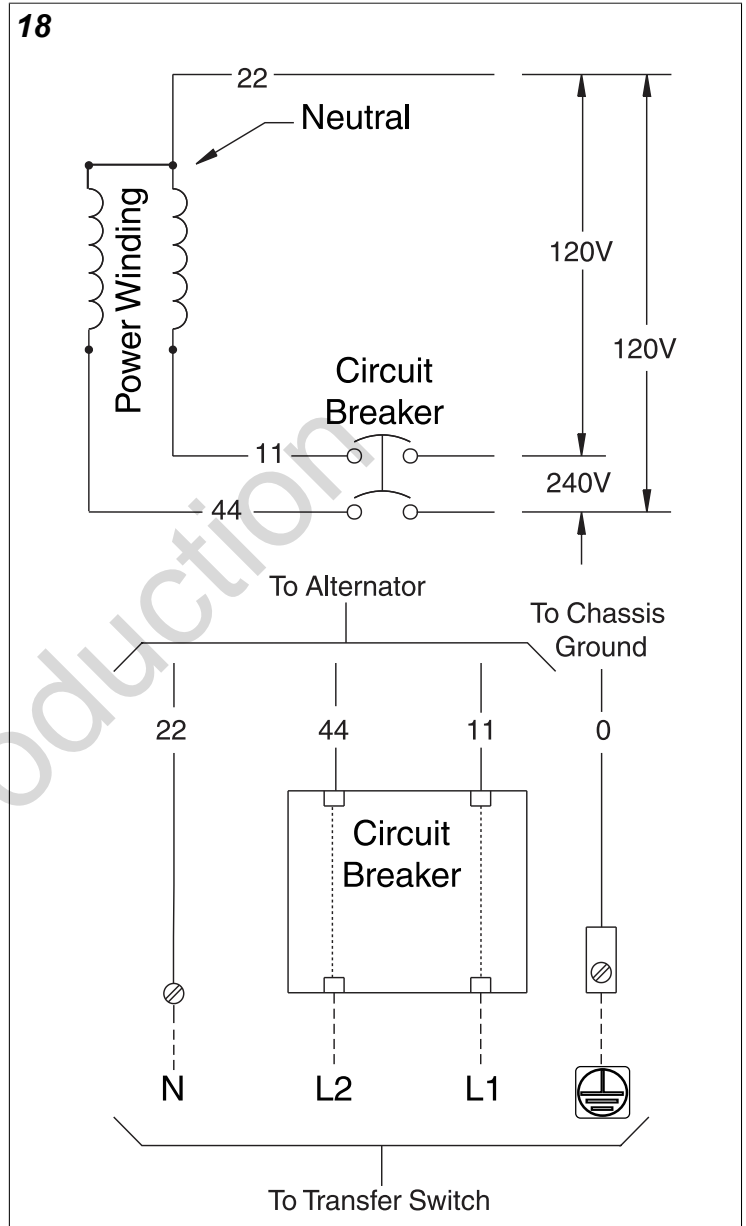 18
22
Neutral
Power Winding
120V
120V
Circuit
Breaker
11
240V
44
To Alternator
To Chassis
Ground
22
44
11
0
Circuit
Breaker
N
L2
L1
To Transfer Switch
oduction